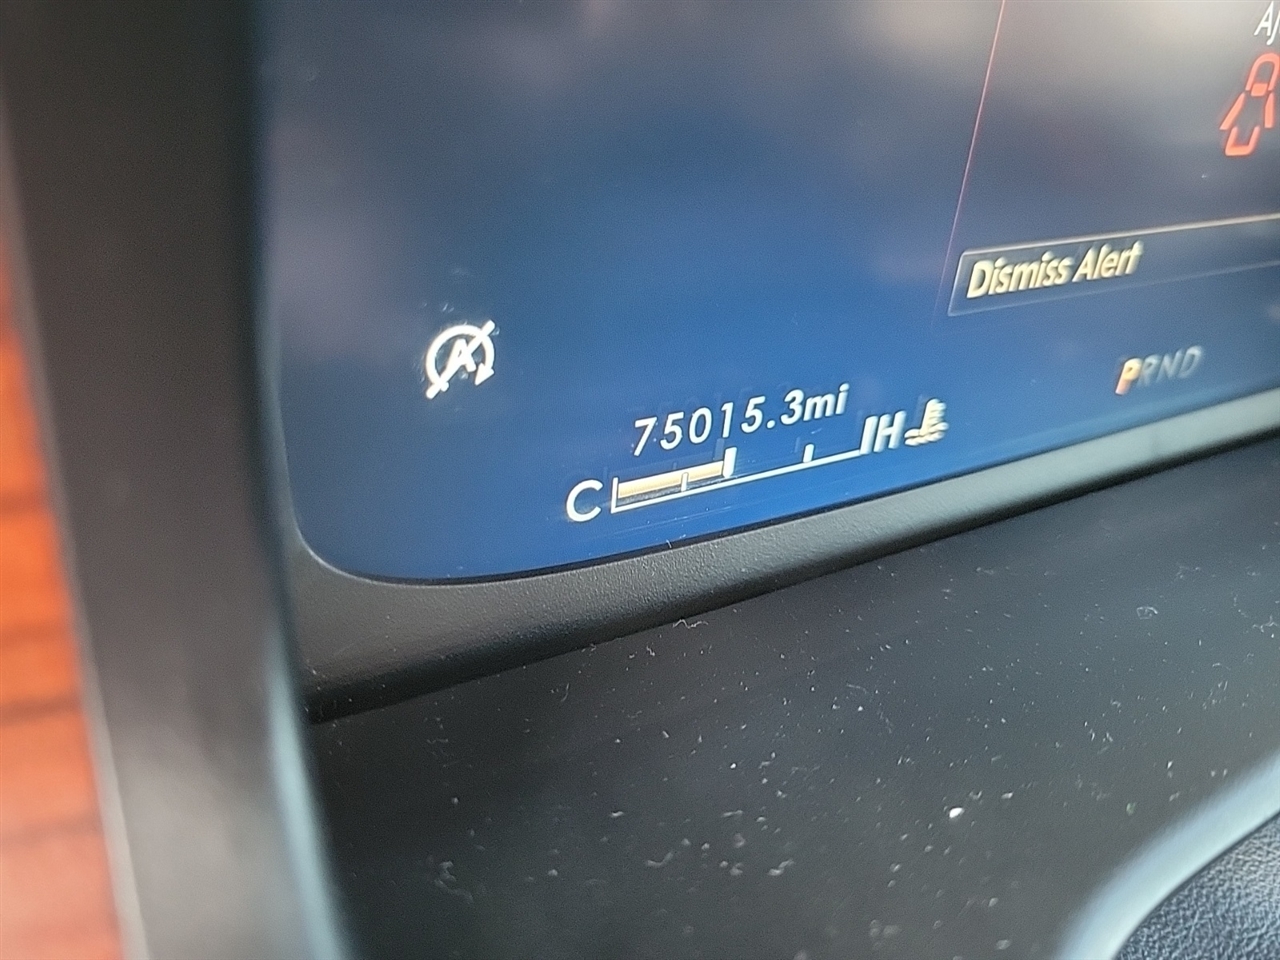 Dismiss Alert
PRND
A
75015.3mi
C H